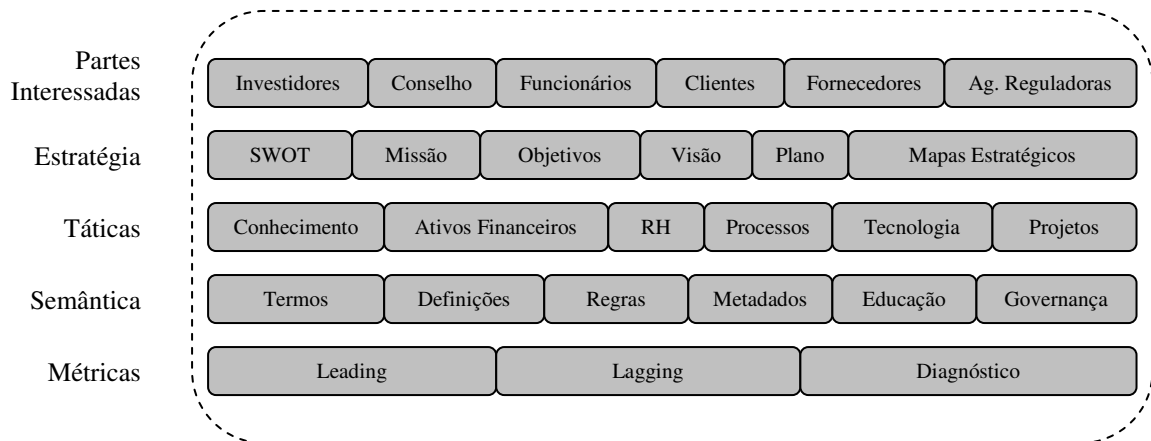 Partes
Interessadas
Investidores Conselho Funcionários Clientes Fornecedores Ag. Reguladoras
Estratégia SWOT Missão Objetivos Visão Plano Mapas Estratégicos
Táticas Conhecimento Ativos Financeiros RH Processos Tecnologia Projetos
Semântica Termos Definições Regras Metadados Educação Governança
Métricas Leading Lagging Diagnóstico